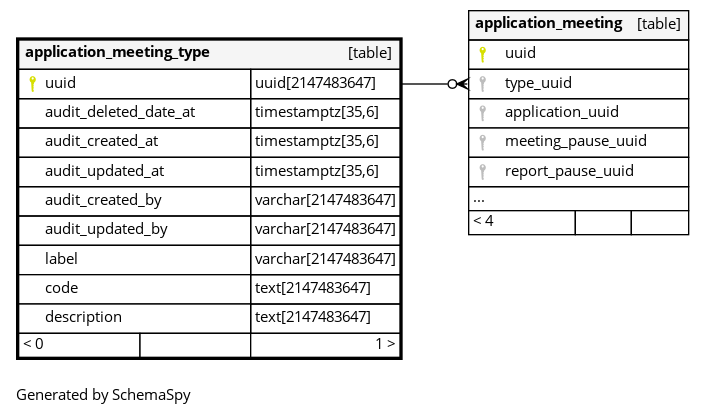 application_meeting_type [table]
uuid uuid[2147483647]
audit_deleted_date_at timestamptz[35,6]
audit_created_at timestamptz[35,6]
audit_updated_at timestamptz[35,6]
audit_created_by varchar[2147483647]
audit_updated_by varchar[2147483647]
label varchar[2147483647]
code text[2147483647]
description text[2147483647]
< 0 1 >
application_meeting [table]
uuid
type_uuid
application_uuid
meeting_pause_uuid
report_pause_uuid
...
< 4
Generated by SchemaSpy